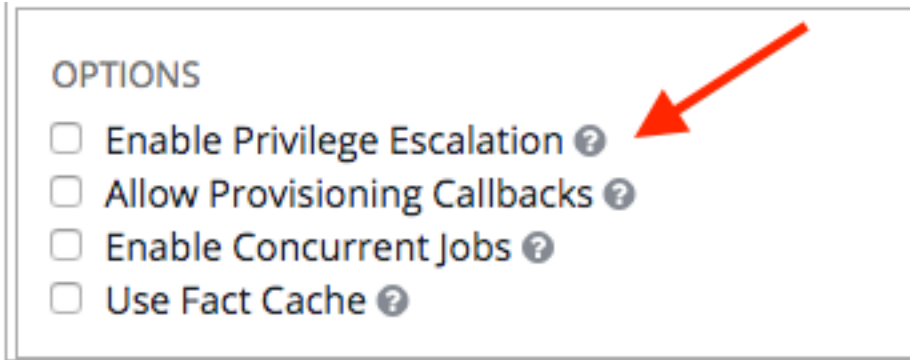 OPTIONS
Enable Privilege Escalation ?
Allow Provisioning Callbacks ?
Enable Concurrent Jobs ?
Use Fact Cache ?